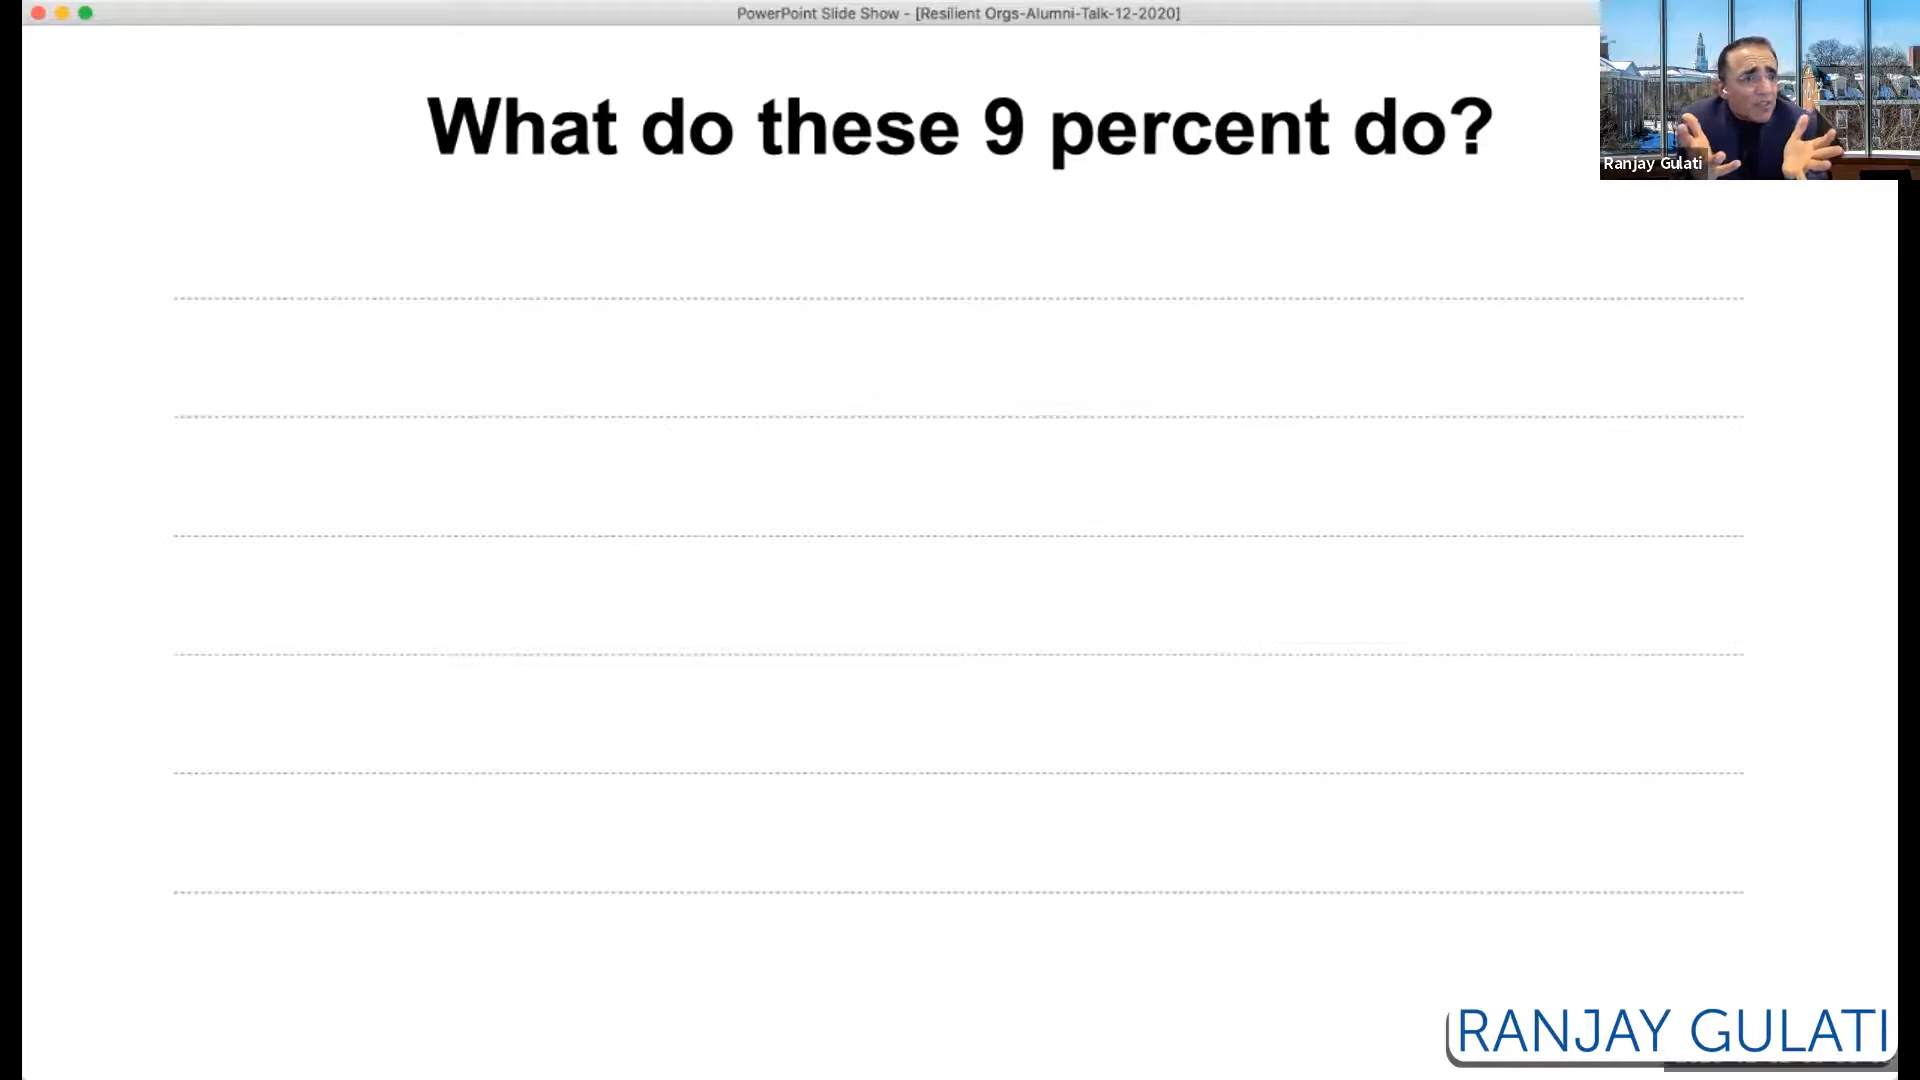 PowerPoint Slide Show - [Resilient Orgs-Alumni-Talk-12-2020]
What do these 9 percent do?
Ranjay Gulati
RANJAY GULATI